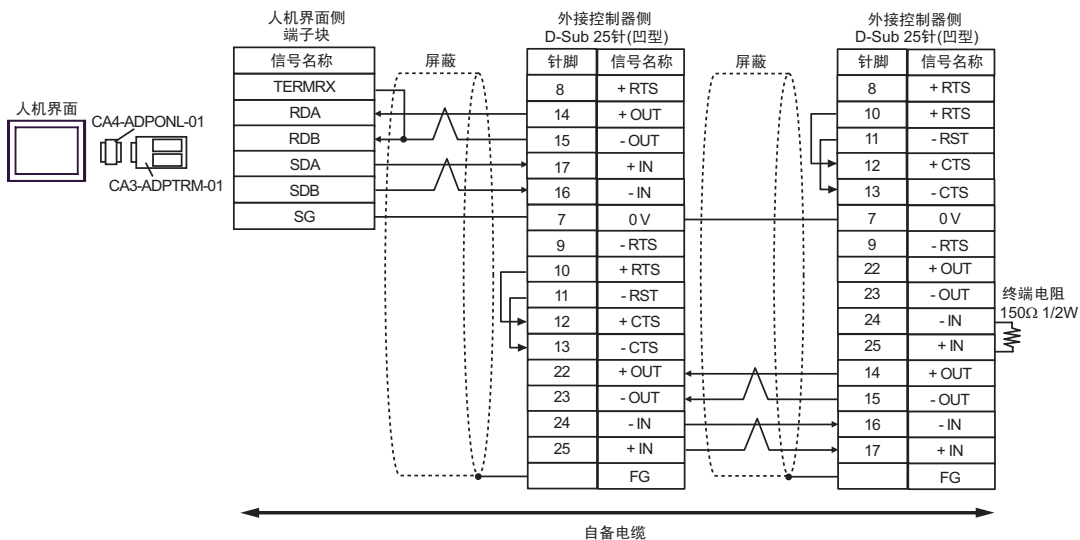 人机界面
CA4-ADPONL-01
CA3-ADPTRM-01
人机界面侧
端子块
信号名称
TERMRX
RDA
RDB
SDA
SDB
SG
屏蔽
外接控制器侧
D-Sub 25针(凹型)
针脚 信号名称
8 + RTS
14 + OUT
15 - OUT
17 + IN
16 - IN
7 0 V
9 - RTS
10 + RTS
11 - RST
12 + CTS
13 - CTS
22 + OUT
23 - OUT
24 - IN
25 + IN
FG
屏蔽
外接控制器侧
D-Sub 25针(凹型)
针脚 信号名称
8 + RTS
10 + RTS
11 - RST
12 + CTS
13 - CTS
7 0 V
9 - RTS
22 + OUT
23 - OUT
24 - IN
25 + IN
14 + OUT
15 - OUT
16 - IN
17 + IN
FG
终端电阻
150Ω 1/2W
自备电缆